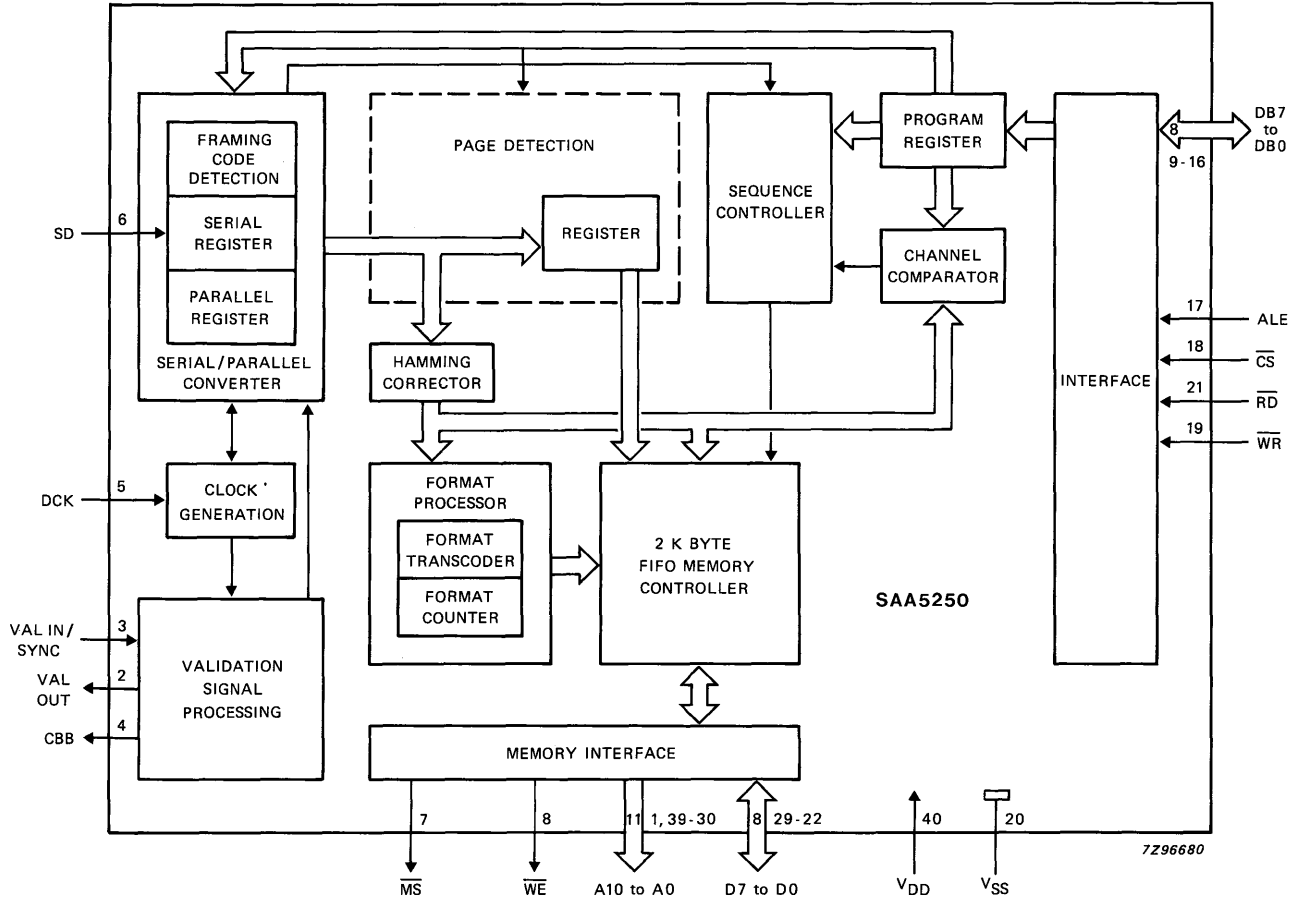 FRAMING
CODE
DETECTION
SERIAL
REGISTER
PARALLEL
REGISTER
SERIAL/PARALLEL
CONVERTER
PAGE DETECTION
REGISTER
SEQUENCE
CONTROLLER
PROGRAM
REGISTER
CHANNEL
COMPARATOR
INTERFACE
8
9-16
DB7
to
DB0
17
ALE
18
CS
21
RD
19
WR
6
SD
HAMMING
CORRECTOR
5
DCK
CLOCK
GENERATION
FORMAT
PROCESSOR
FORMAT
TRANSCODER
FORMAT
COUNTER
2 K BYTE
FIFO MEMORY
CONTROLLER
SAA5250
3
VAL IN/
SYNC
2
VAL
OUT
4
CBB
VALIDATION
SIGNAL
PROCESSING
MEMORY INTERFACE
7
8
11 1, 39-30
8 29-22
40
20
7Z96680
MS
WE
A10 to A0
D7 to D0
VDD
VSS